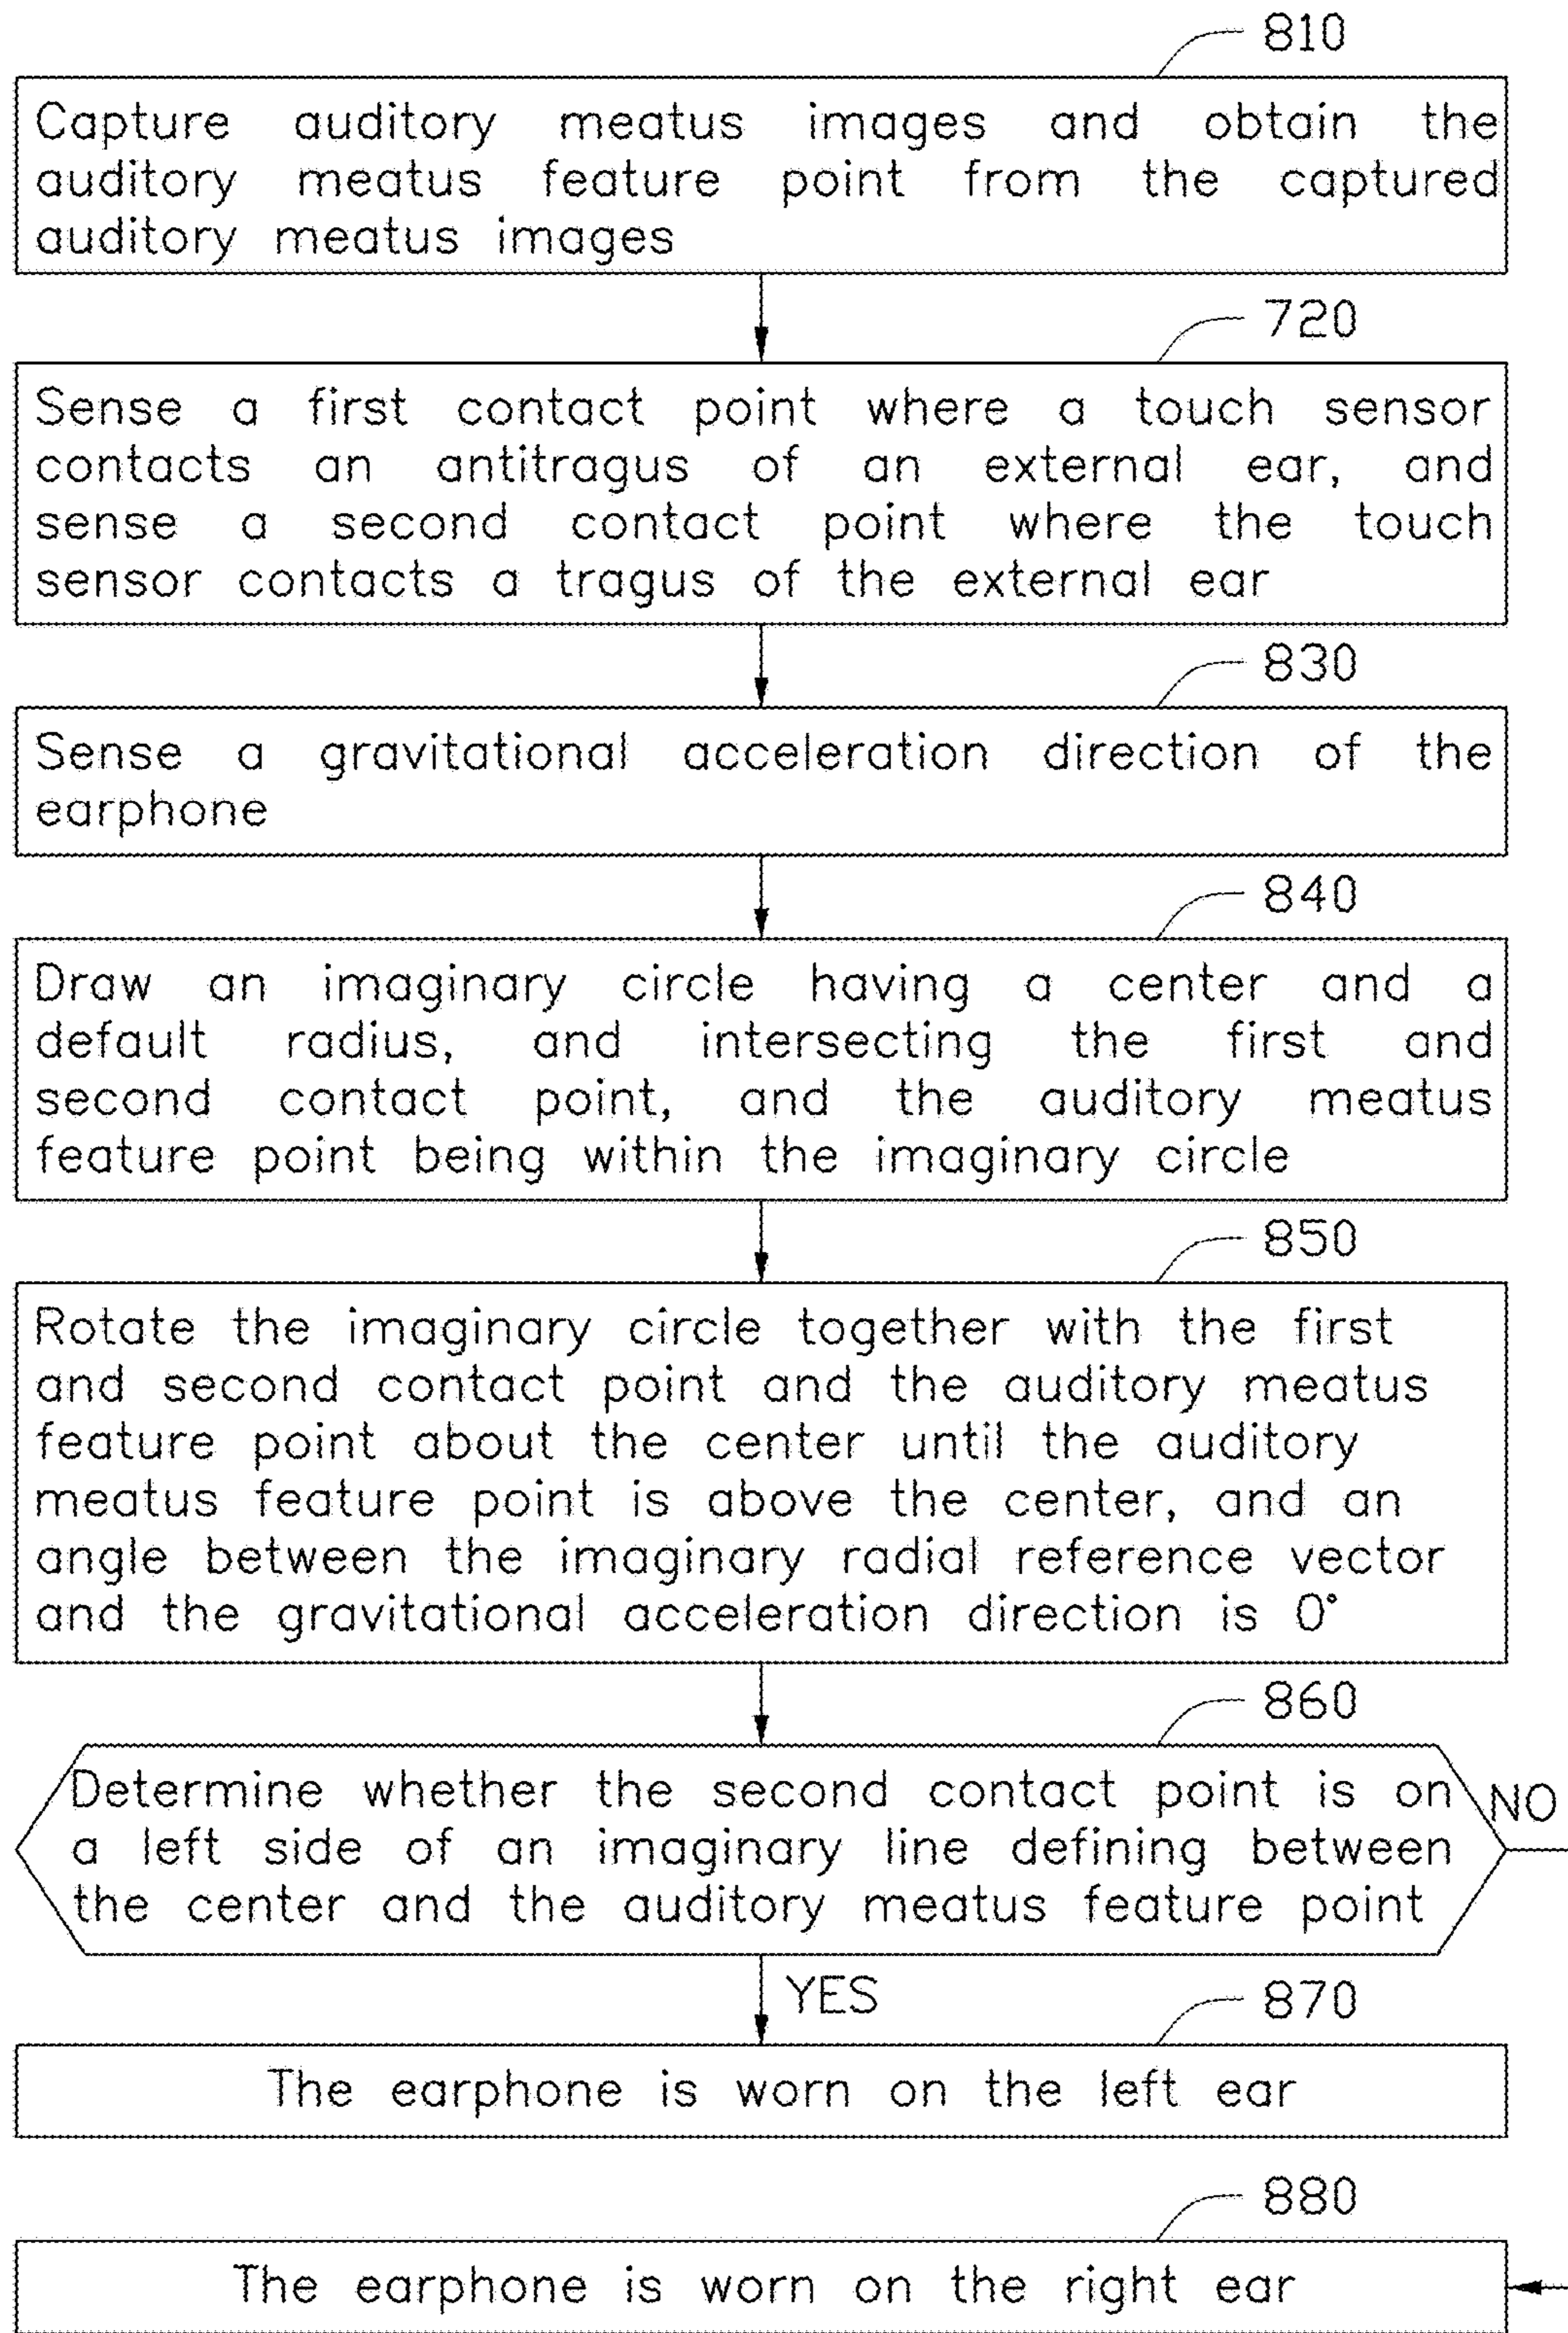 810
Capture auditory meatus images and obtain the
auditory meatus feature point from the captured
auditory meatus images
720
Sense a first contact point where a touch sensor
contacts an antitragus of an external ear, and
sense a second contact point where the touch
sensor contacts a tragus of the external ear
830
Sense a gravitational acceleration direction of the
earphone
840
Draw an imaginary circle having a center and a
default radius, and intersecting the first and
second contact point, and the auditory meatus
feature point being within the imaginary circle
850
Rotate the imaginary circle together with the first
and second contact point and the auditory meatus
feature point about the center until the auditory
meatus feature point is above the center, and an
angle between the imaginary radial reference vector
and the gravitational acceleration direction is 0°
860
Determine whether the second contact point is on
a left side of an imaginary line defining between
the center and the auditory meatus feature point
NO
YES
870
The earphone is worn on the left ear
880
The earphone is worn on the right ear